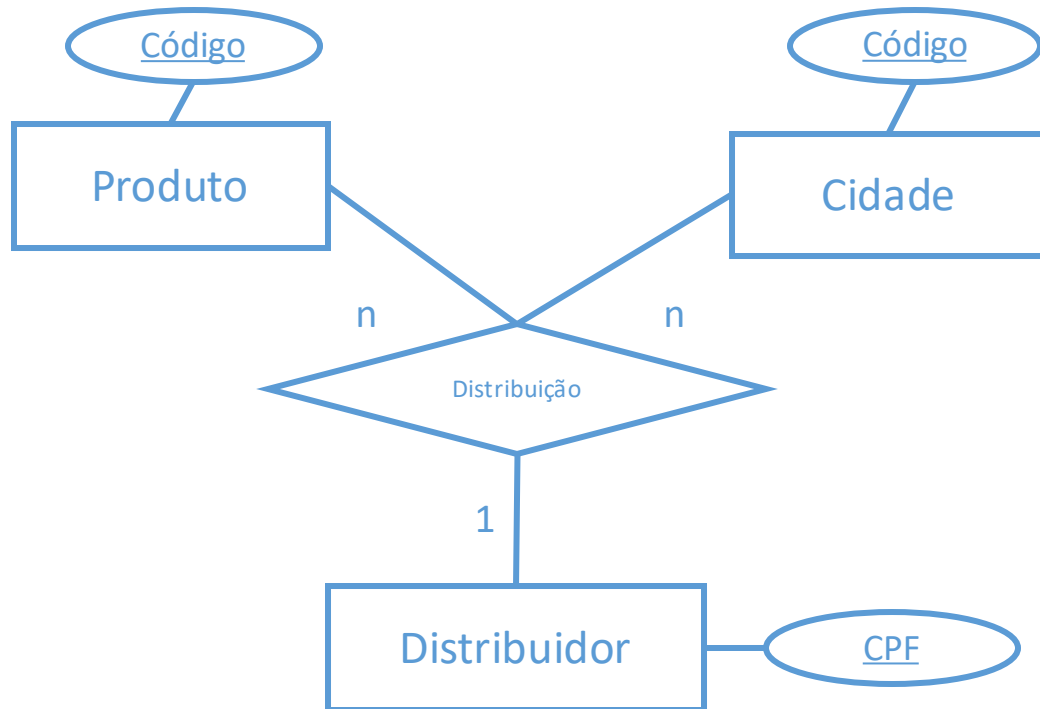 Código
Código
Produto
Cidade
n
n
Distribuição
1
Distribuidor
CPF